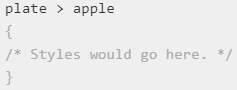 plate > apple
{
/* Styles would go here. */
}